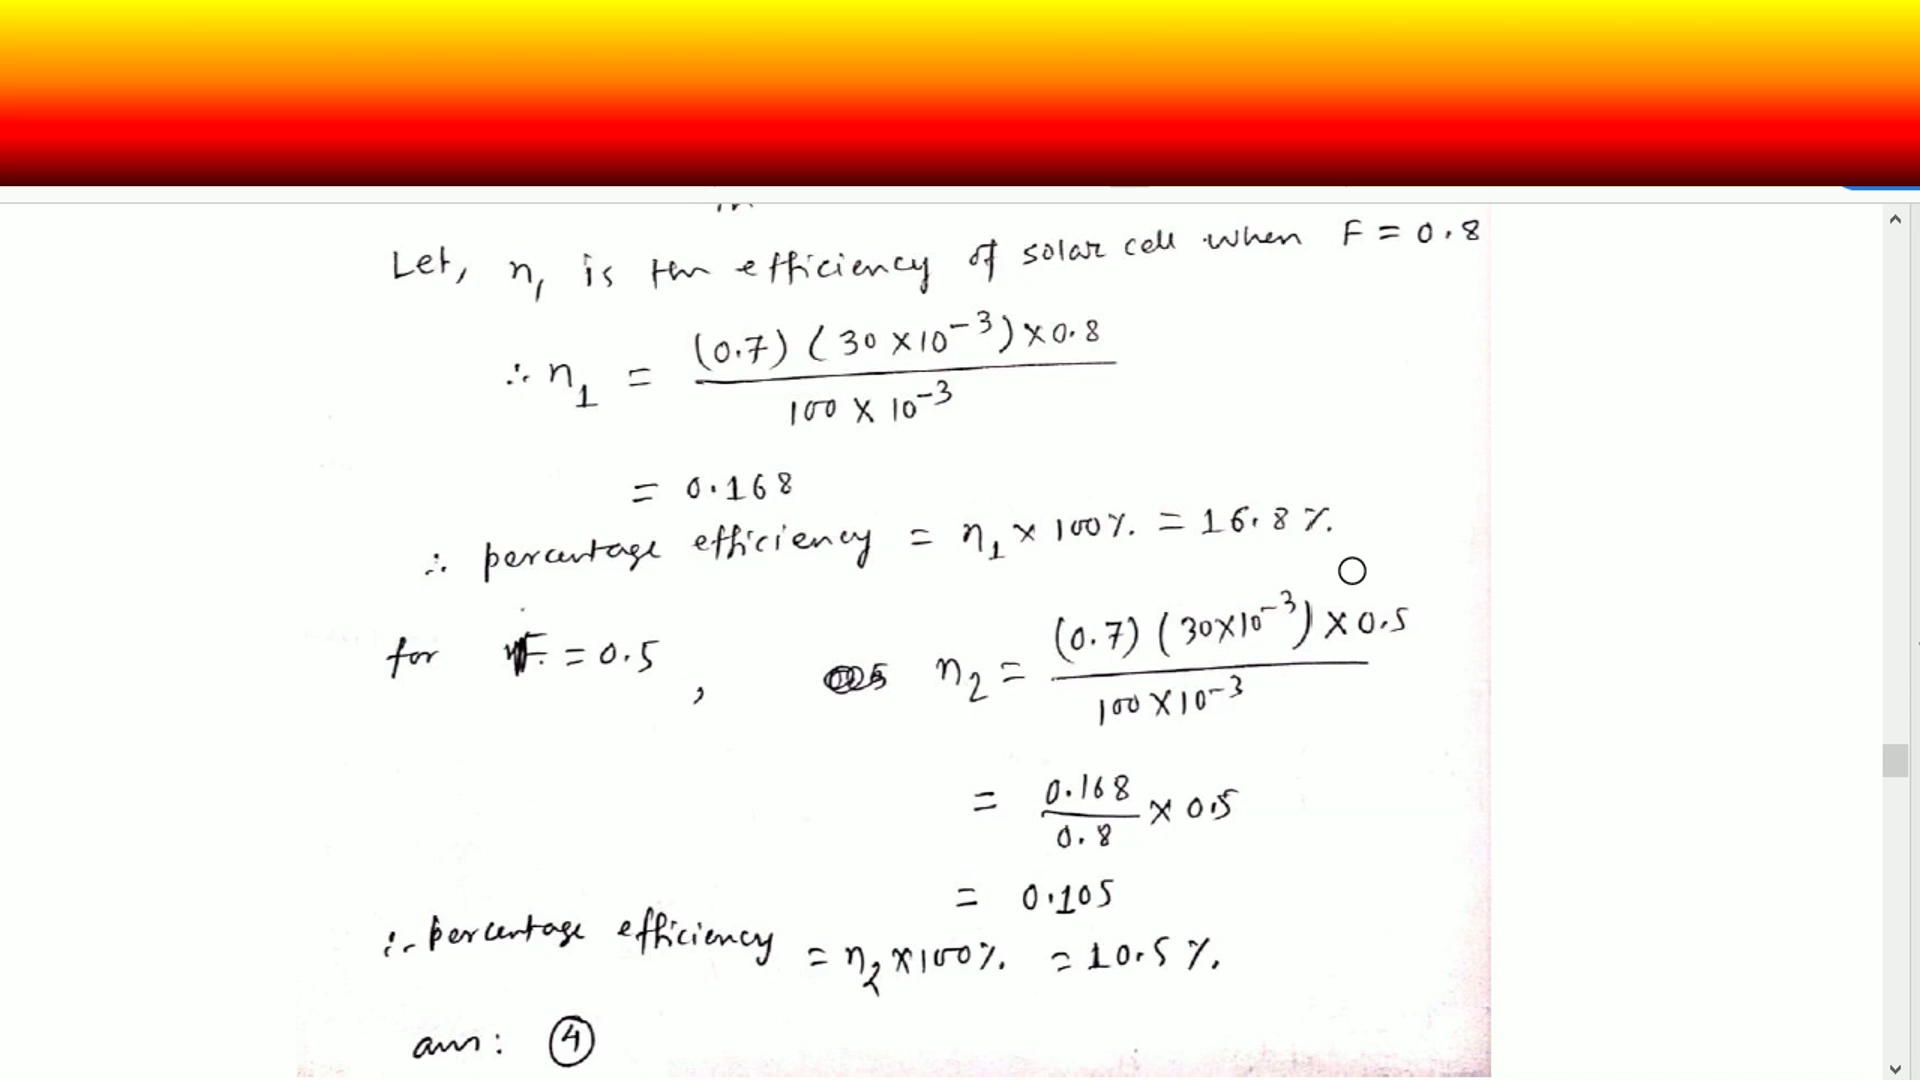 Let, η₁ is the efficiency of solar cell when F = 0.8
∴ η₁ = (0.7) (30 × 10⁻³) × 0.8 / 100 × 10⁻³
= 0.168
∴ percentage efficiency = η₁ × 100% = 16.8%.
for F = 0.5, η₂ = (0.7) (30×10⁻³) × 0.5 / 100 × 10⁻³
= 0.168 / 0.8 × 0.5
= 0.105
∴ percentage efficiency = η₂ × 100%. = 10.5%.
ans: ④